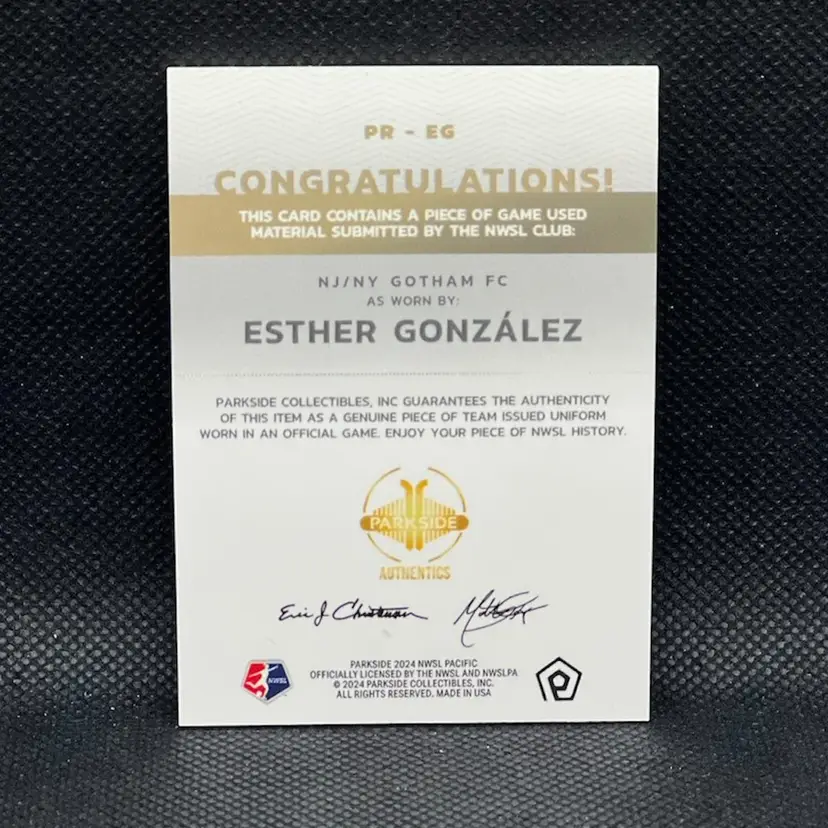 PR - EG
CONGRATULATIONS!
THIS CARD CONTAINS A PIECE OF GAME USED
MATERIAL SUBMITTED BY THE NWSL CLUB:
NJ/NY GOTHAM FC
AS WORN BY:
ESTHER GONZÁLEZ
PARKSIDE COLLECTIBLES, INC GUARANTEES THE AUTHENTICITY
OF THIS ITEM AS A GENUINE PIECE OF TEAM ISSUED UNIFORM
WORN IN AN OFFICIAL GAME. ENJOY YOUR PIECE OF NWSL HISTORY.
PARKSIDE
AUTHENTICS
Eric J
NWSL
PARKSIDE 2024 NWSL PACIFIC
OFFICIALLY LICENSED BY THE NWSL AND NWSLPA
© 2024 PARKSIDE COLLECTIBLES, INC.
ALL RIGHTS RESERVED. MADE IN USA